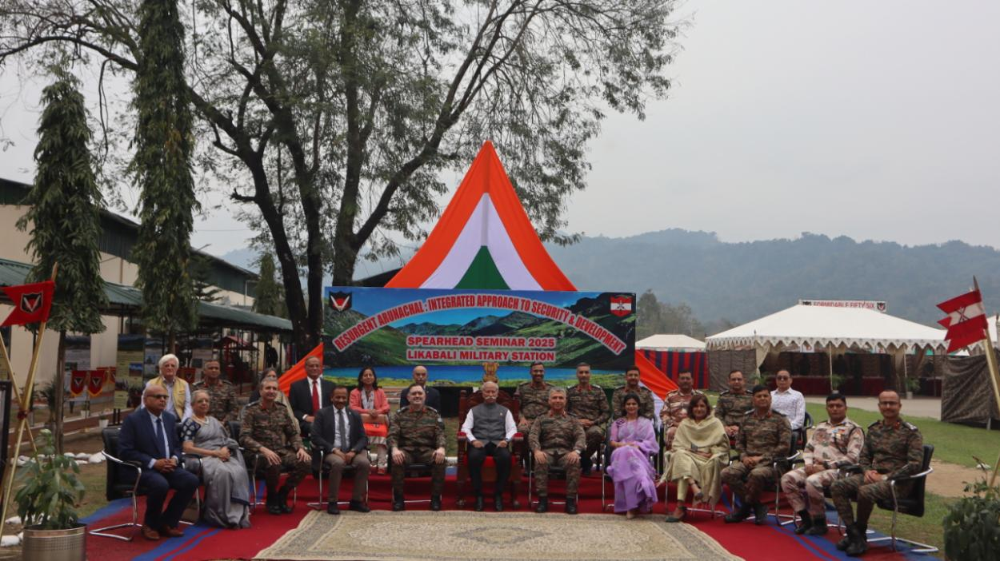 RESURGENT ARUNACHAL : INTEGRATED APPROACH TO SECURITY & DEVELOPMENT
SPEARHEAD SEMINAR 2025
LIKABALI MILITARY STATION
FORMIDABLE FIFTY SIX